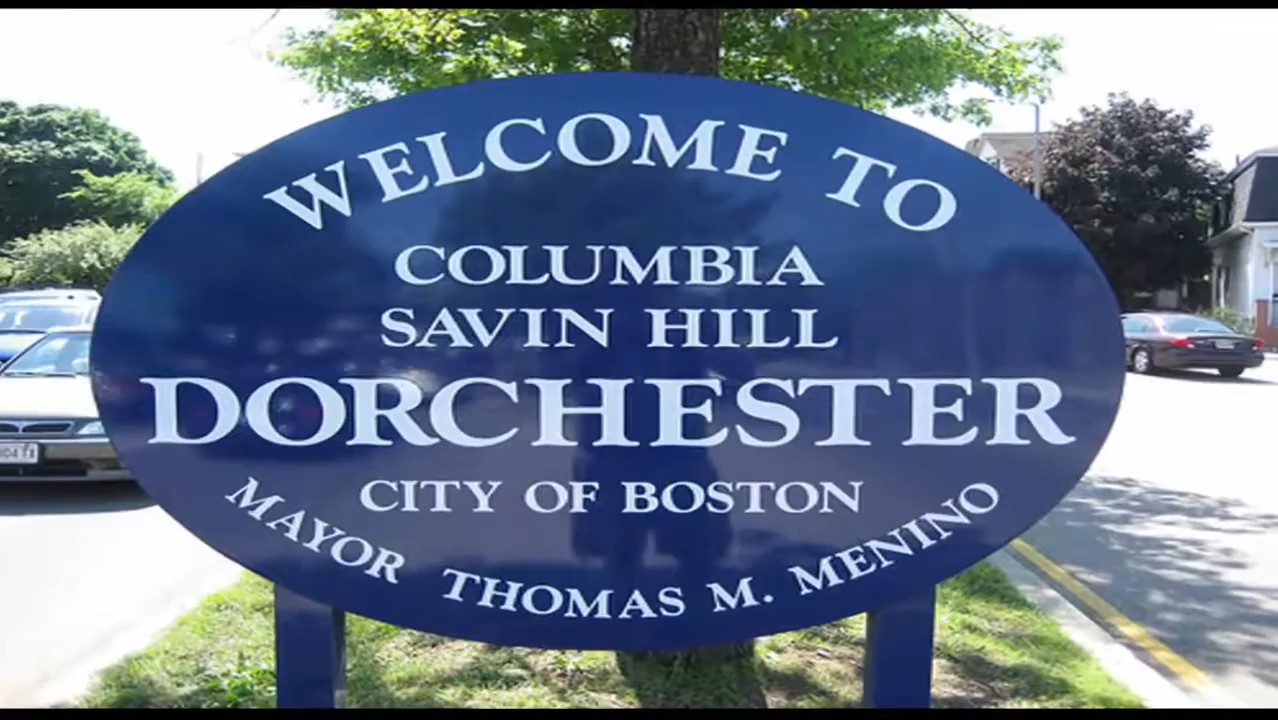 WELCOME TO
COLUMBIA
SAVIN HILL
DORCHESTER
CITY OF BOSTON
MAYOR THOMAS M. MENINO